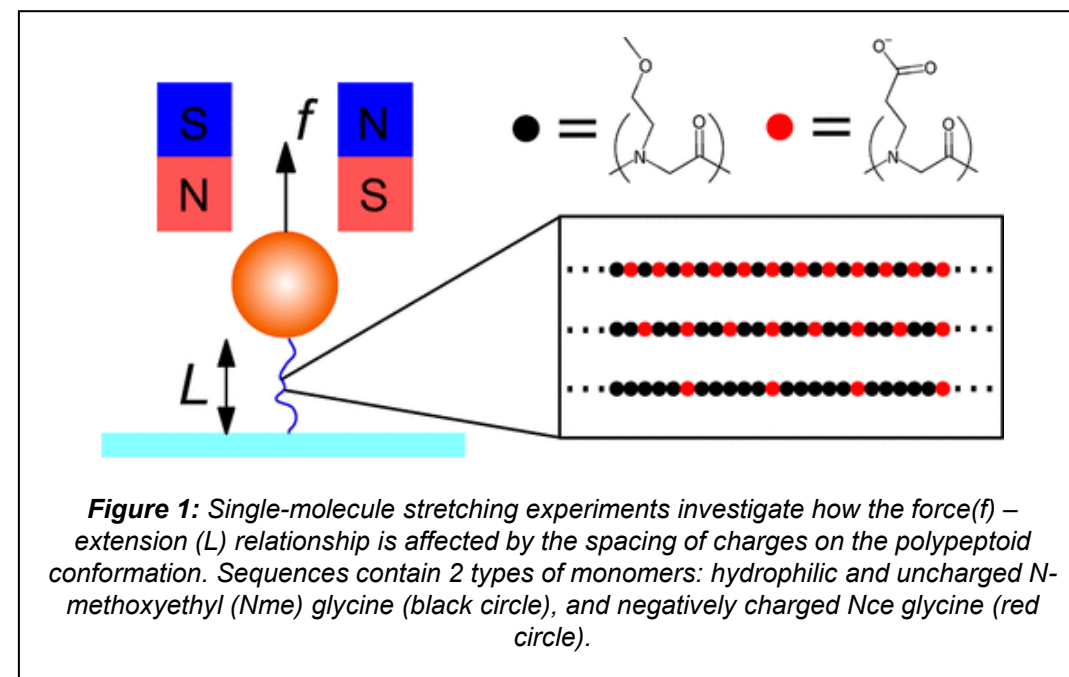 S
N
f
N
S
L
● = ( N O O )
● = ( N O⁻ O O )
Figure 1: Single-molecule stretching experiments investigate how the force(f) –
extension (L) relationship is affected by the spacing of charges on the polypeptoid
conformation. Sequences contain 2 types of monomers: hydrophilic and uncharged N-
methoxyethyl (Nme) glycine (black circle), and negatively charged Nce glycine (red
circle).